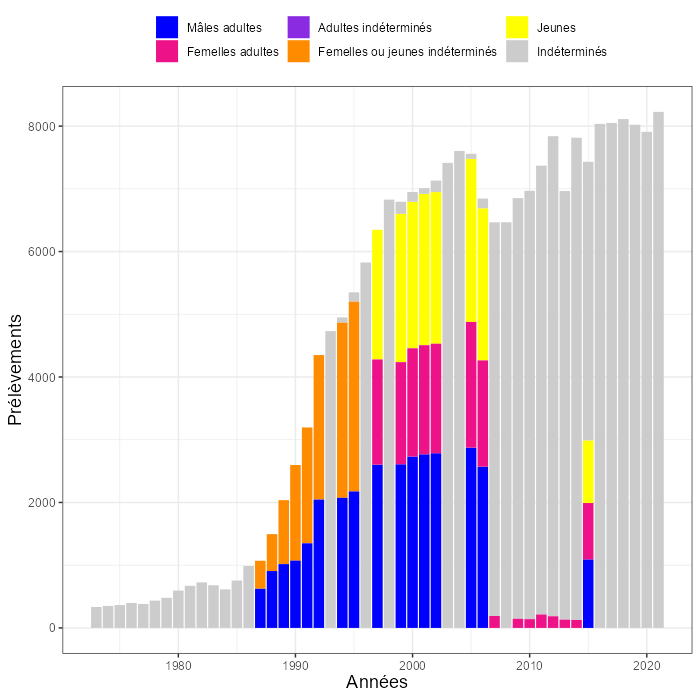 Mâles adultes
Adultes indéterminés
Jeunes
Femelles adultes
Femelles ou jeunes indéterminés
Indéterminés
Prélèvements
8000
6000
4000
2000
0
1980
1990
2000
2010
2020
Années